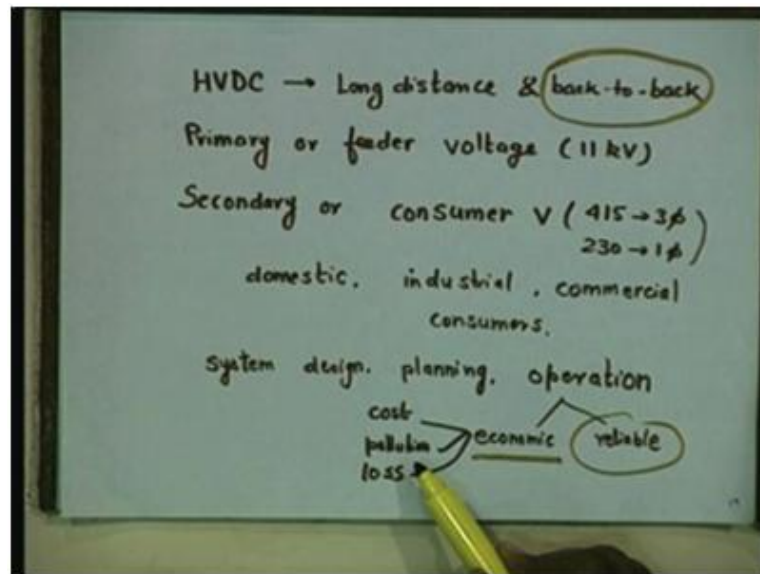 HVDC → Long distance & back-to-back
Primary or feeder voltage (11 kV)
Secondary or consumer V ( 415 → 3ϕ
230 → 1ϕ )
domestic, industrial, commercial
consumers.
system design, planning, operation
cost
pollution economic reliable
loss